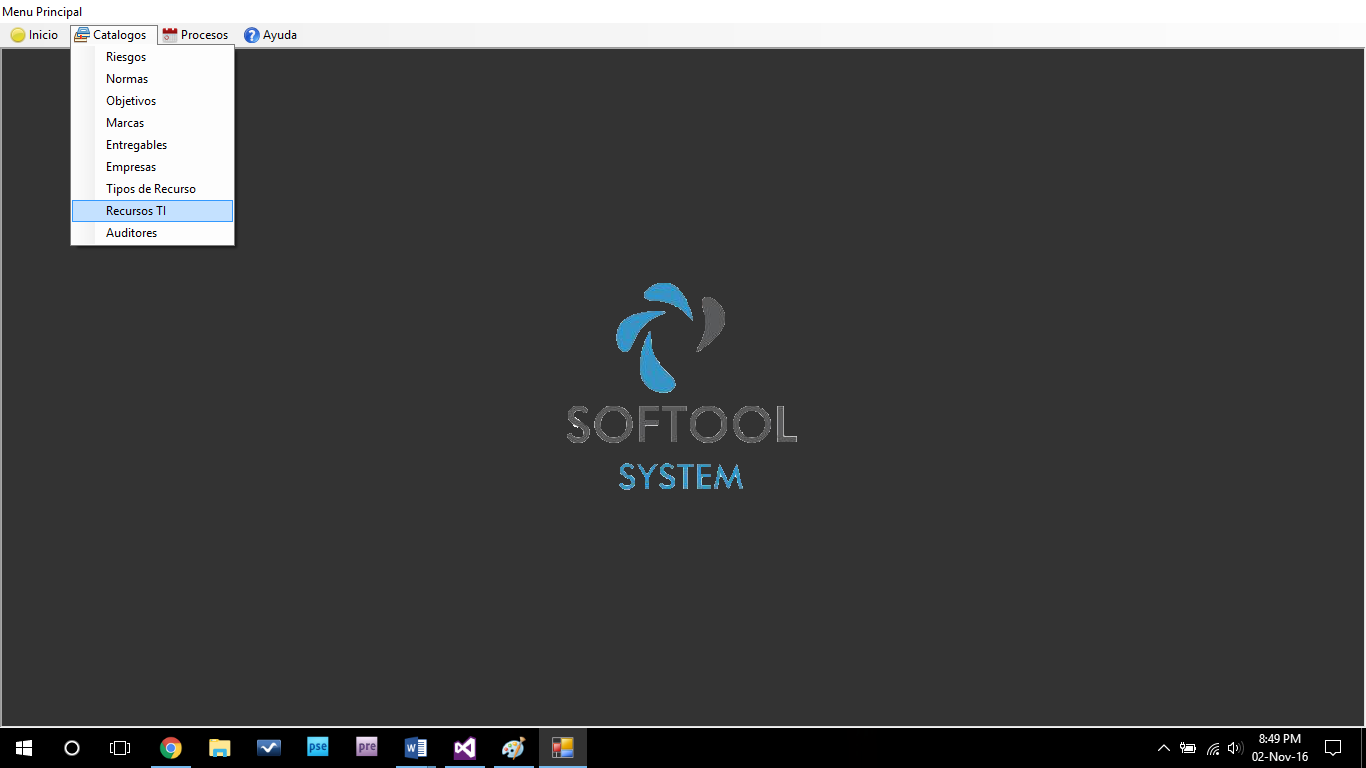 Menu Principal
Inicio Catalogos Procesos Ayuda
Riesgos
Normas
Objetivos
Marcas
Entregables
Empresas
Tipos de Recurso
Recursos TI
Auditores
SOFTOOL
SYSTEM
pse pre
8:49 PM
02-Nov-16